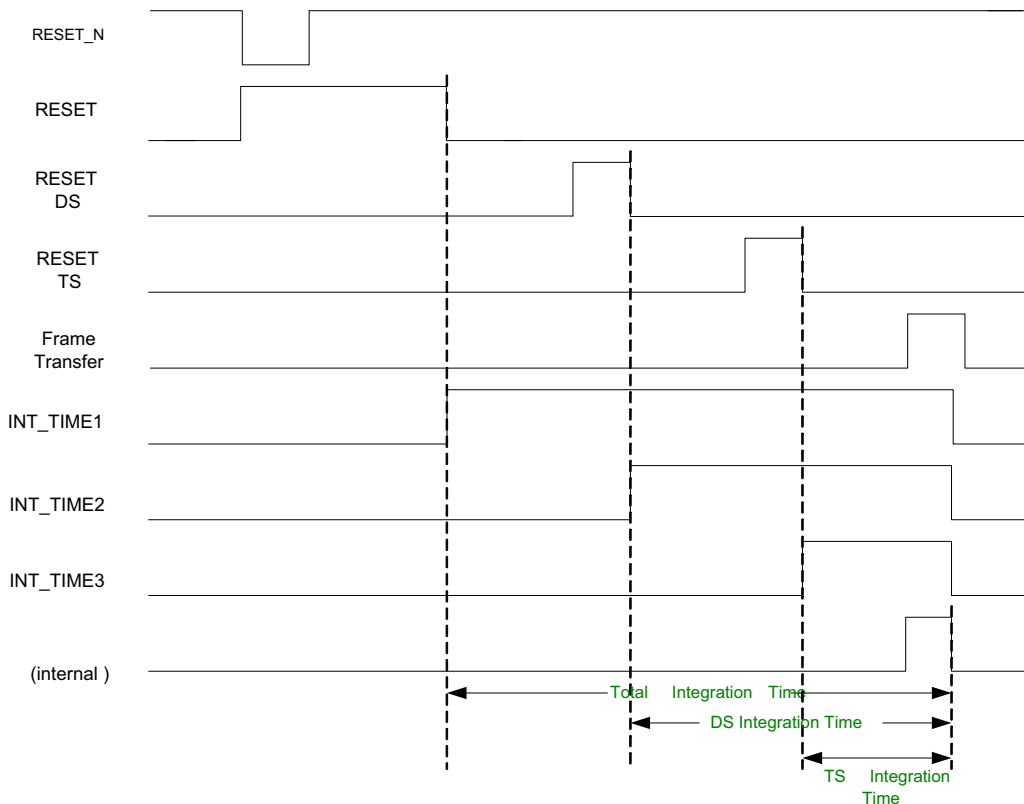 RESET_N
RESET
RESET
DS
RESET
TS
Frame
Transfer
INT_TIME1
INT_TIME2
INT_TIME3
(internal )
Total Integration Time
DS Integration Time
TS Integration
Time